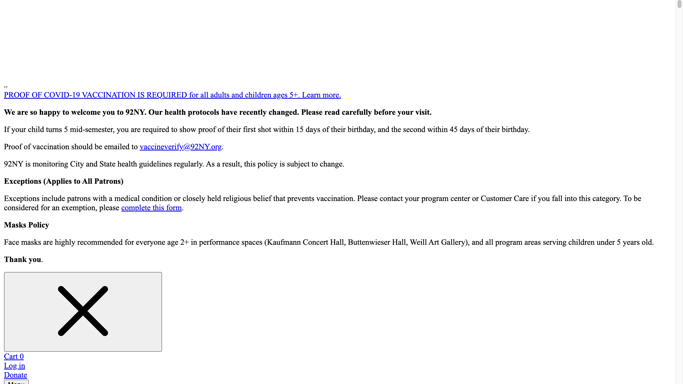 ..
PROOF OF COVID-19 VACCINATION IS REQUIRED for all adults and children ages 5+. Learn more.
We are so happy to welcome you to 92NY. Our health protocols have recently changed. Please read carefully before your visit.
If your child turns 5 mid-semester, you are required to show proof of their first shot within 15 days of their birthday, and the second within 45 days of their birthday.
Proof of vaccination should be emailed to vaccineverify@92NY.org.
92NY is monitoring City and State health guidelines regularly. As a result, this policy is subject to change.
Exceptions (Applies to All Patrons)
Exceptions include patrons with a medical condition or closely held religious belief that prevents vaccination. Please contact your program center or Customer Care if you fall into this category. To be
considered for an exemption, please complete this form.
Masks Policy
Face masks are highly recommended for everyone age 2+ in performance spaces (Kaufmann Concert Hall, Buttenwieser Hall, Weill Art Gallery), and all program areas serving children under 5 years old.
Thank you.
Cart 0
Log in
Donate